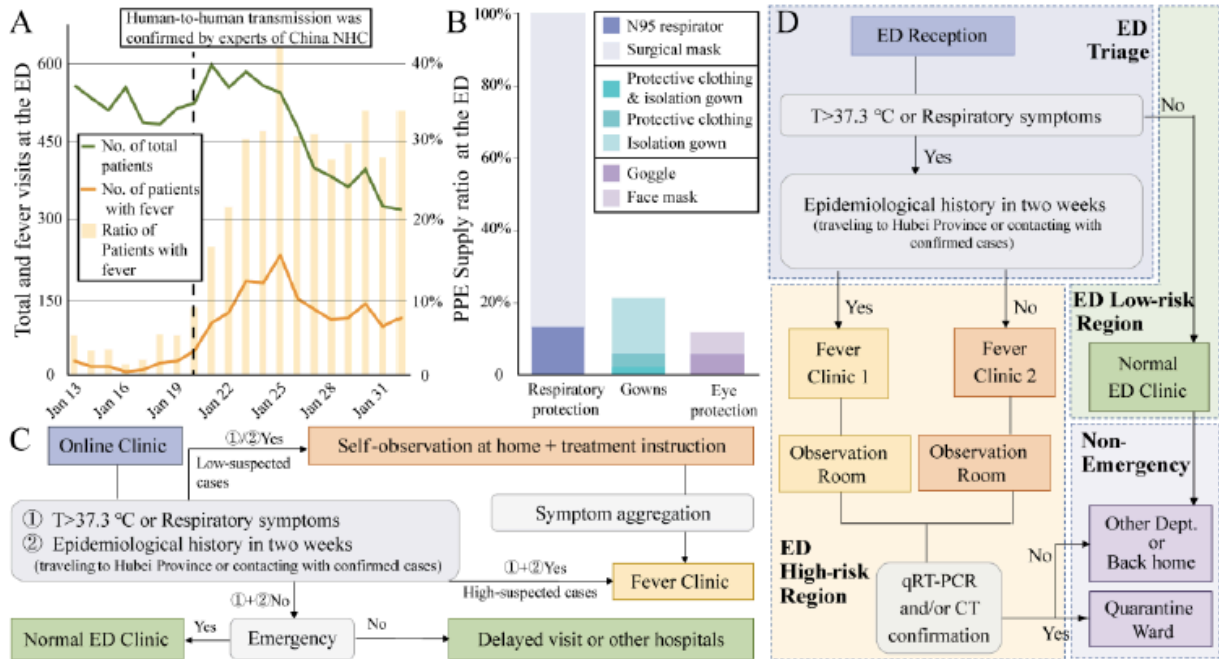 A
Human-to-human transmission was
confirmed by experts of China NHC
Total and fever visits at the ED
600
450
300
150
0
40%
30%
20%
10%
0
No. of total
patients
No. of patients
with fever
Ratio of
Patients with
fever
Jan 13
Jan 16
Jan 19
Jan 22
Jan 25
Jan 28
Jan 31
B
PPE Supply ratio at the ED
100%
80%
60%
40%
20%
0
N95 respirator
Surgical mask
Protective clothing
& isolation gown
Protective clothing
Isolation gown
Goggle
Face mask
Respiratory
protection
Gowns
Eye
protection
C
Online Clinic
①/②Yes
Low-suspected
cases
Self-observation at home + treatment instruction
① T>37.3 °C or Respiratory symptoms
② Epidemiological history in two weeks
(traveling to Hubei Province or contacting with confirmed cases)
Symptom aggregation
①+②Yes
High-suspected cases
Fever Clinic
①+②No
Normal ED Clinic
Yes
Emergency
No
Delayed visit or other hospitals
D
ED Reception
ED
Triage
T>37.3 °C or Respiratory symptoms
No
Yes
Epidemiological history in two weeks
(traveling to Hubei Province or contacting with
confirmed cases)
Yes
No
ED Low-risk
Region
Fever
Clinic 1
Fever
Clinic 2
Normal
ED Clinic
Observation
Room
Observation
Room
Non-
Emergency
ED
High-risk
Region
qRT-PCR
and/or CT
confirmation
No
Other Dept.
or
Back home
Yes
Quarantine
Ward